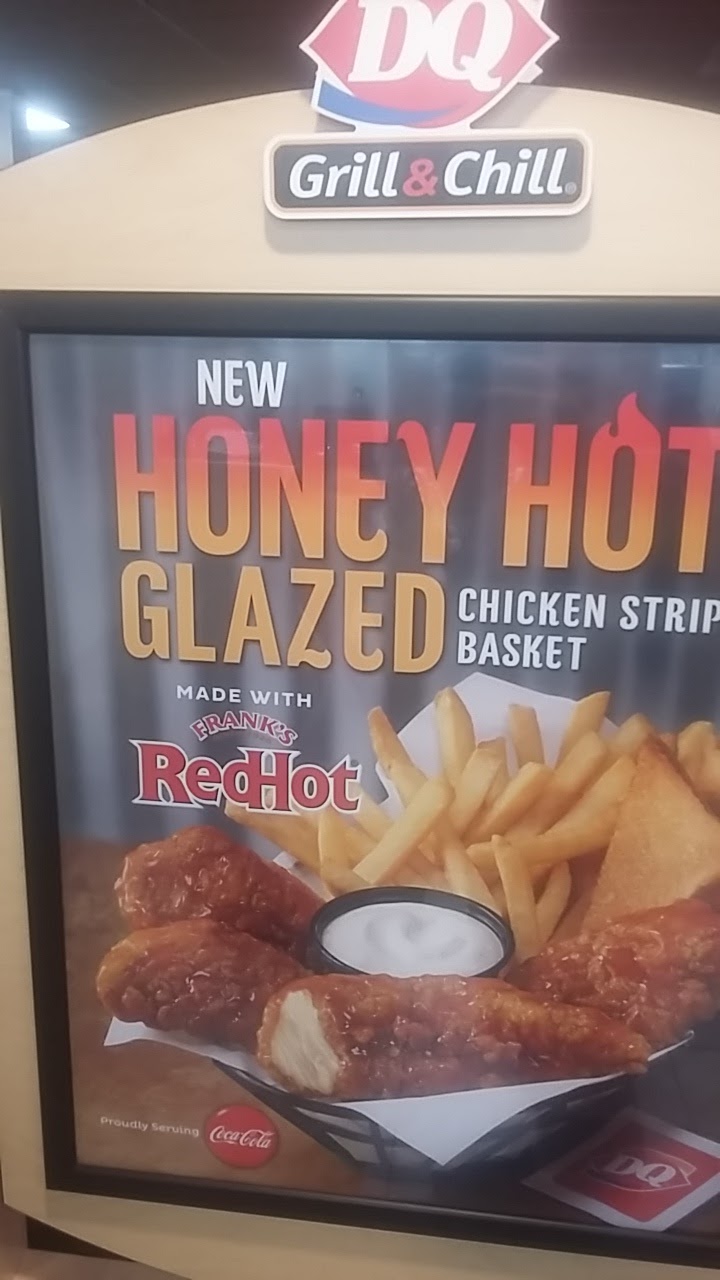 DQ
Grill & Chill®
NEW
HONEY HOT
GLAZED
CHICKEN STRIP
BASKET
MADE WITH
FRANK'S
RedHot
Proudly Serving
Coca-Cola
DQ